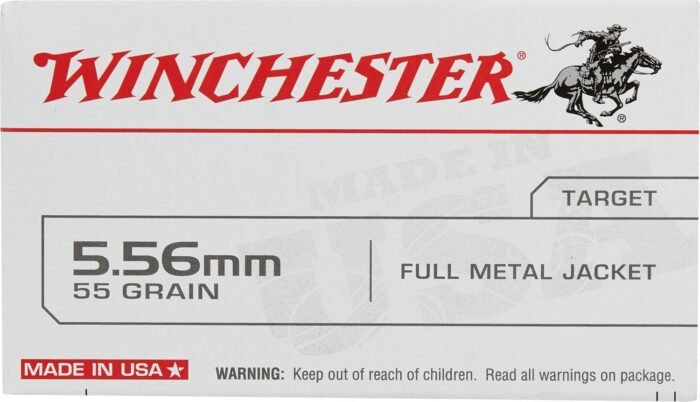 WINCHESTER®
®
MADE IN
USA
TARGET
5.56mm
55 GRAIN
FULL METAL JACKET
MADE IN USA★
WARNING: Keep out of reach of children. Read all warnings on package.